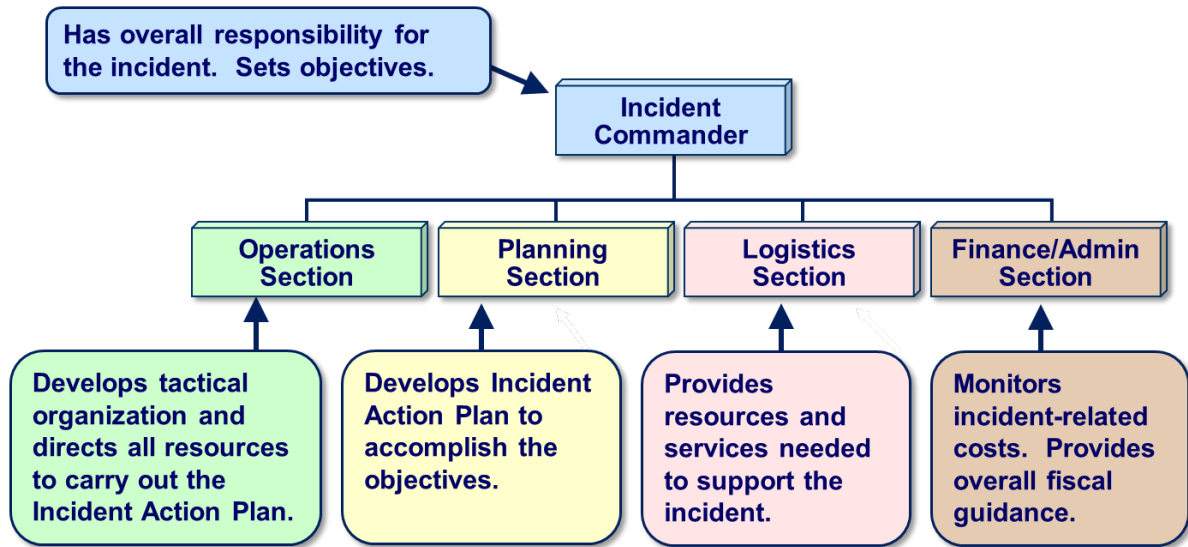 Has overall responsibility for
the incident.  Sets objectives.
Incident
Commander
Operations
Section
Planning
Section
Logistics
Section
Finance/Admin
Section
Develops tactical
organization and
directs all resources
to carry out the
Incident Action Plan.
Develops Incident
Action Plan to
accomplish the
objectives.
Provides
resources and
services needed
to support the
incident.
Monitors
incident-related
costs.  Provides
overall fiscal
guidance.